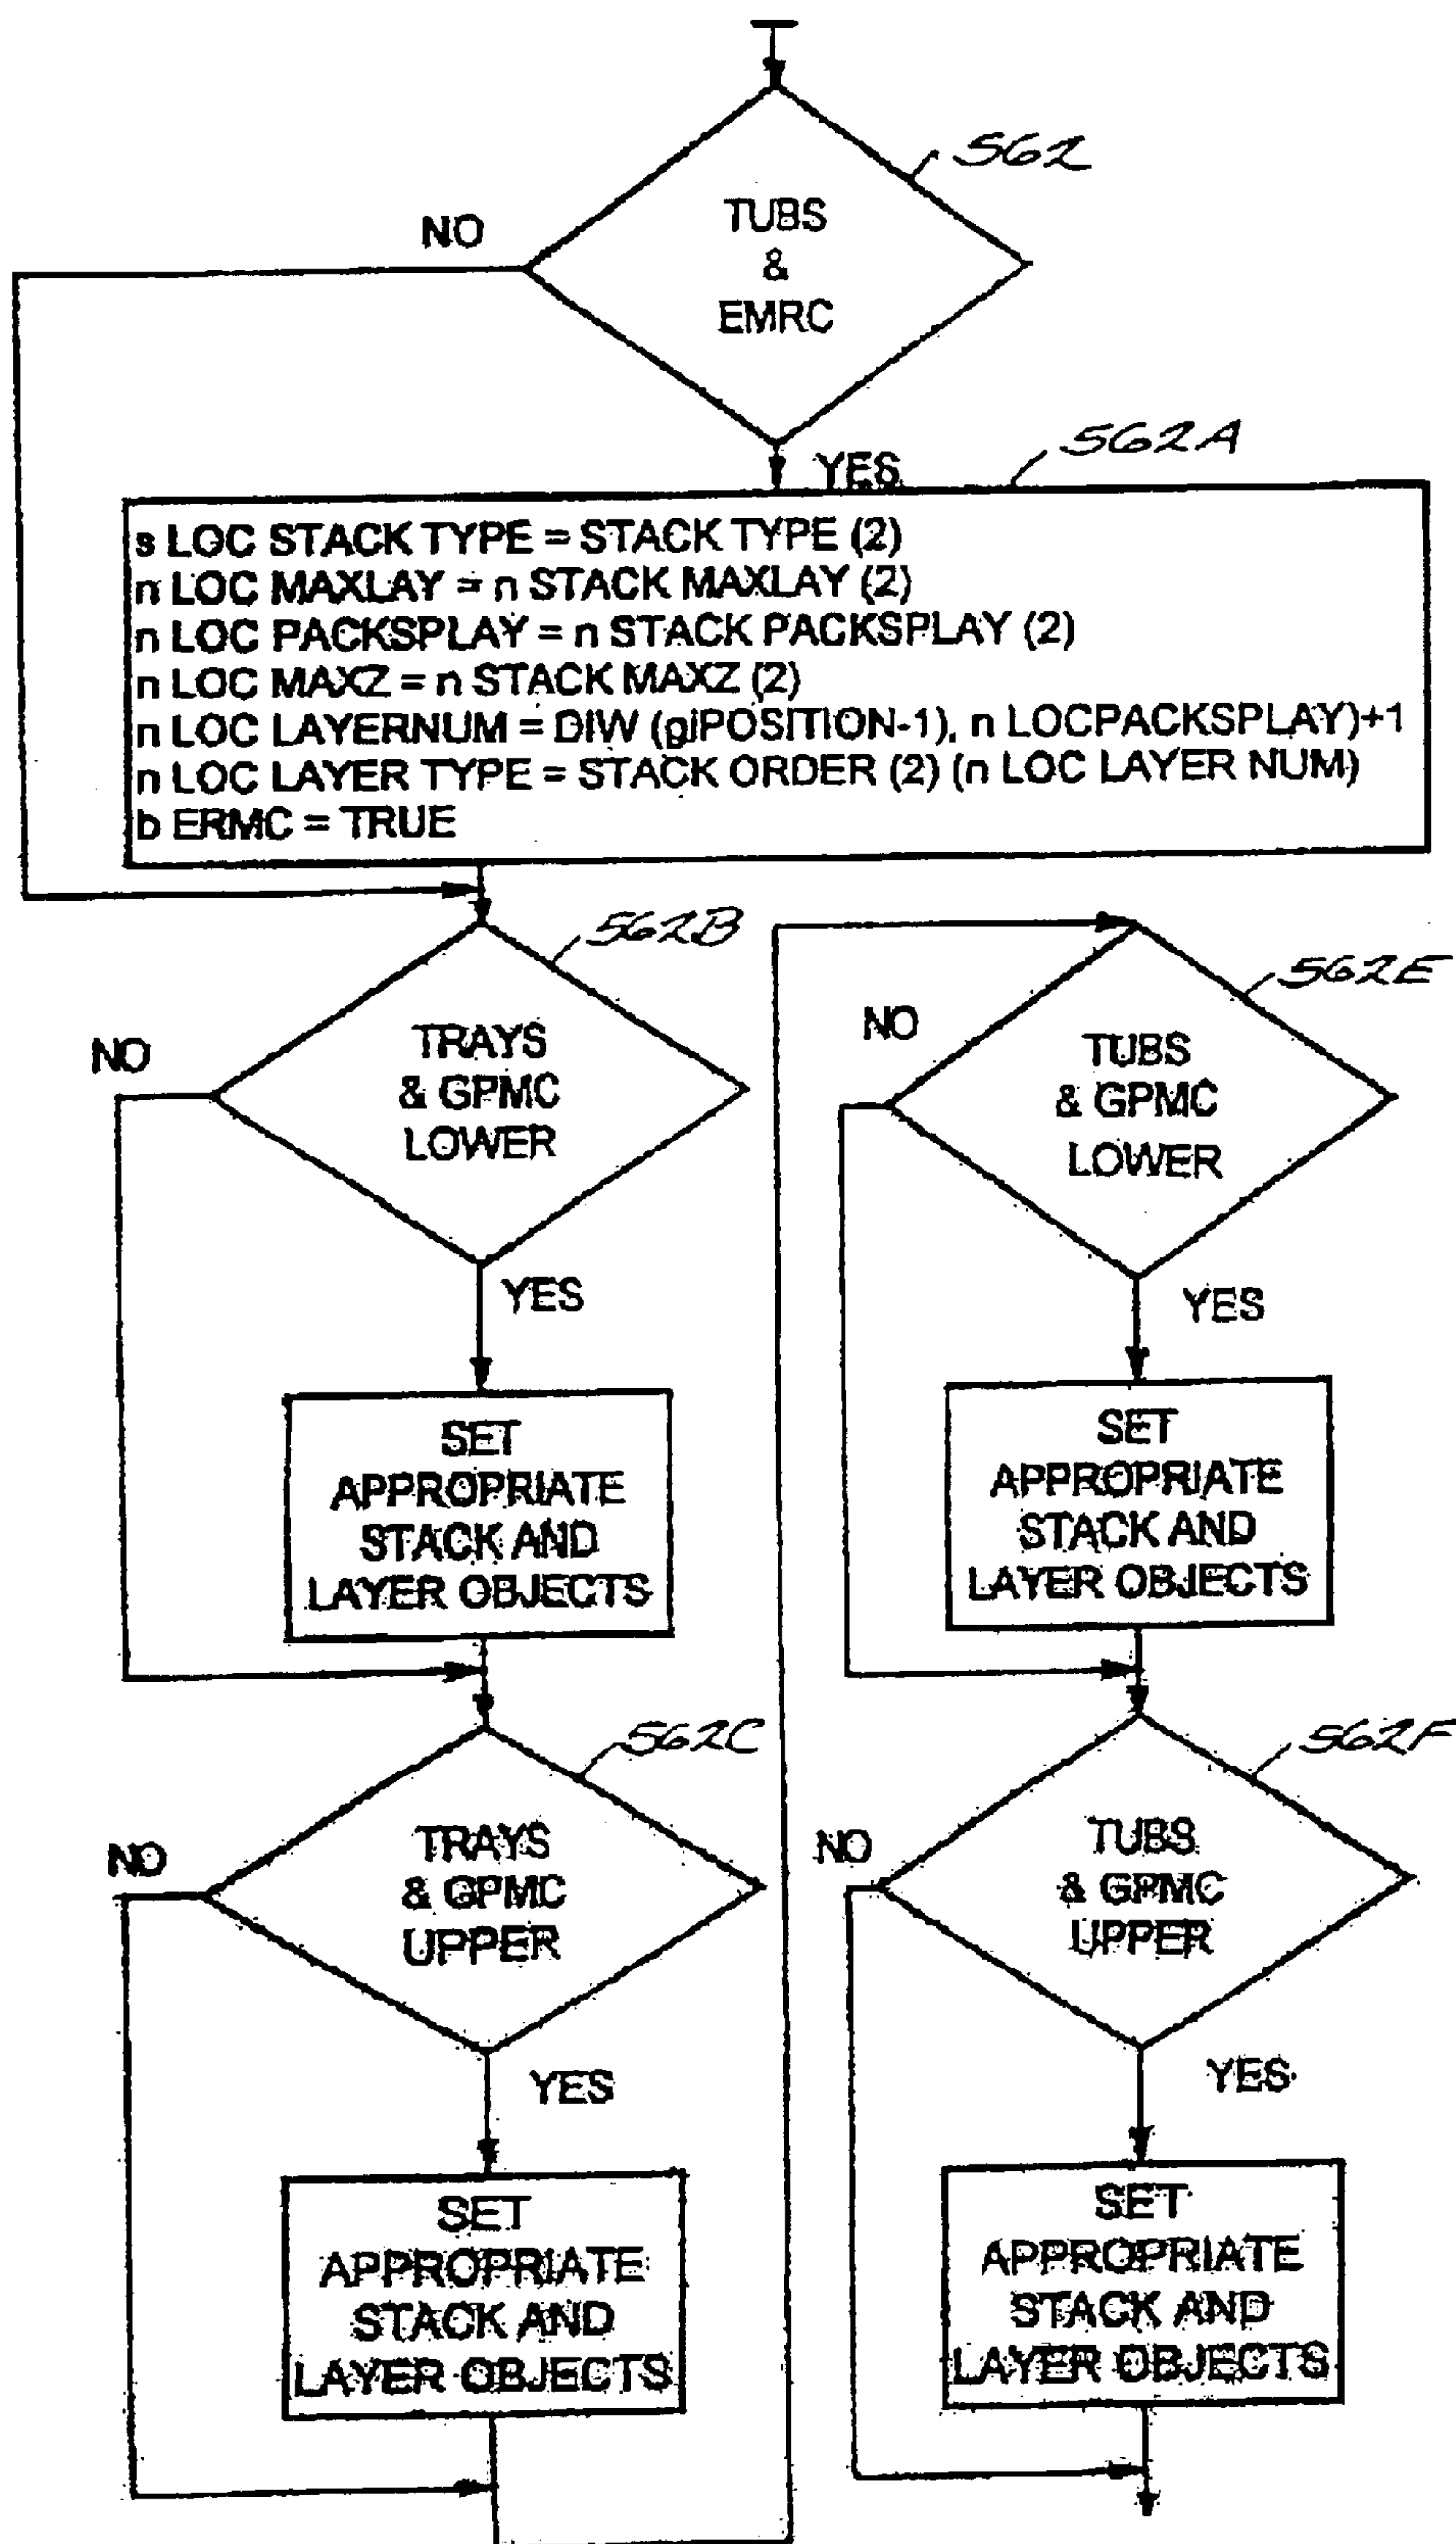 562
TUBS
&
EMRC
NO
YES
562A
s LOC STACK TYPE = STACK TYPE (2)
n LOC MAXLAY = n STACK MAXLAY (2)
n LOC PACKSPLAY = n STACK PACKSPLAY (2)
n LOC MAXZ = n STACK MAXZ (2)
n LOC LAYERNUM = DIW (giPOSITION-1), n LOCPACKSPLAY)+1
n LOC LAYER TYPE = STACK ORDER (2) (n LOC LAYER NUM)
b ERMC = TRUE
562B
TRAYS
& GPMC
LOWER
NO
YES
SET
APPROPRIATE
STACK AND
LAYER OBJECTS
562C
TRAYS
& GPMC
UPPER
NO
YES
SET
APPROPRIATE
STACK AND
LAYER OBJECTS
562E
TUBS
& GPMC
LOWER
NO
YES
SET
APPROPRIATE
STACK AND
LAYER OBJECTS
562F
TUBS
& GPMC
UPPER
NO
YES
SET
APPROPRIATE
STACK AND
LAYER OBJECTS